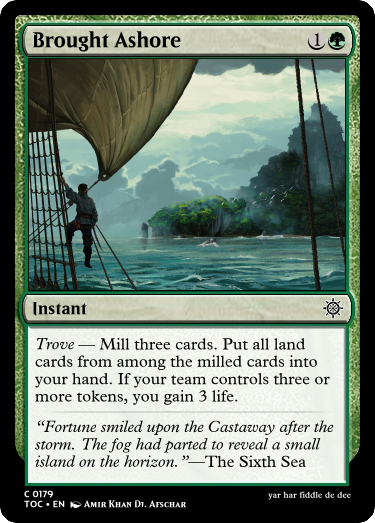 Brought Ashore 1
Instant
Trove — Mill three cards. Put all land
cards from among the milled cards into
your hand. If your team controls three or
more tokens, you gain 3 life.
“Fortune smiled upon the Castaway after the
storm. The fog had parted to reveal a small
island on the horizon.”—The Sixth Sea
C 0179
TOC • EN Amir Khan Di. Afschar
yar har fiddle de dee